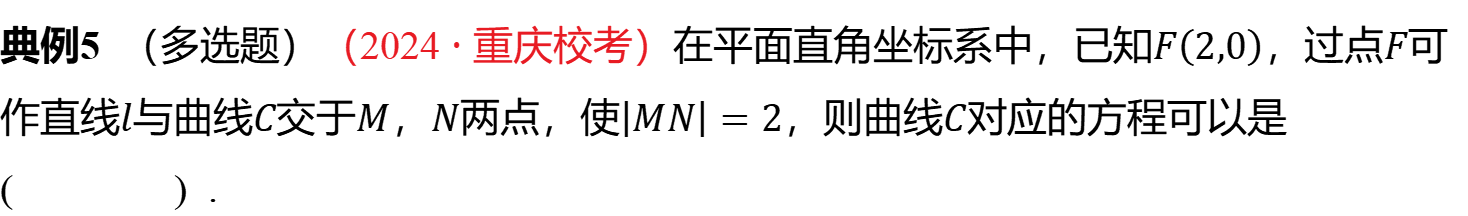 典例5 （多选题）（2024 · 重庆校考）在平面直角坐标系中，已知F(2,0)，过点F可
作直线l与曲线C交于M，N两点，使|MN| = 2，则曲线C对应的方程可以是
( ) .